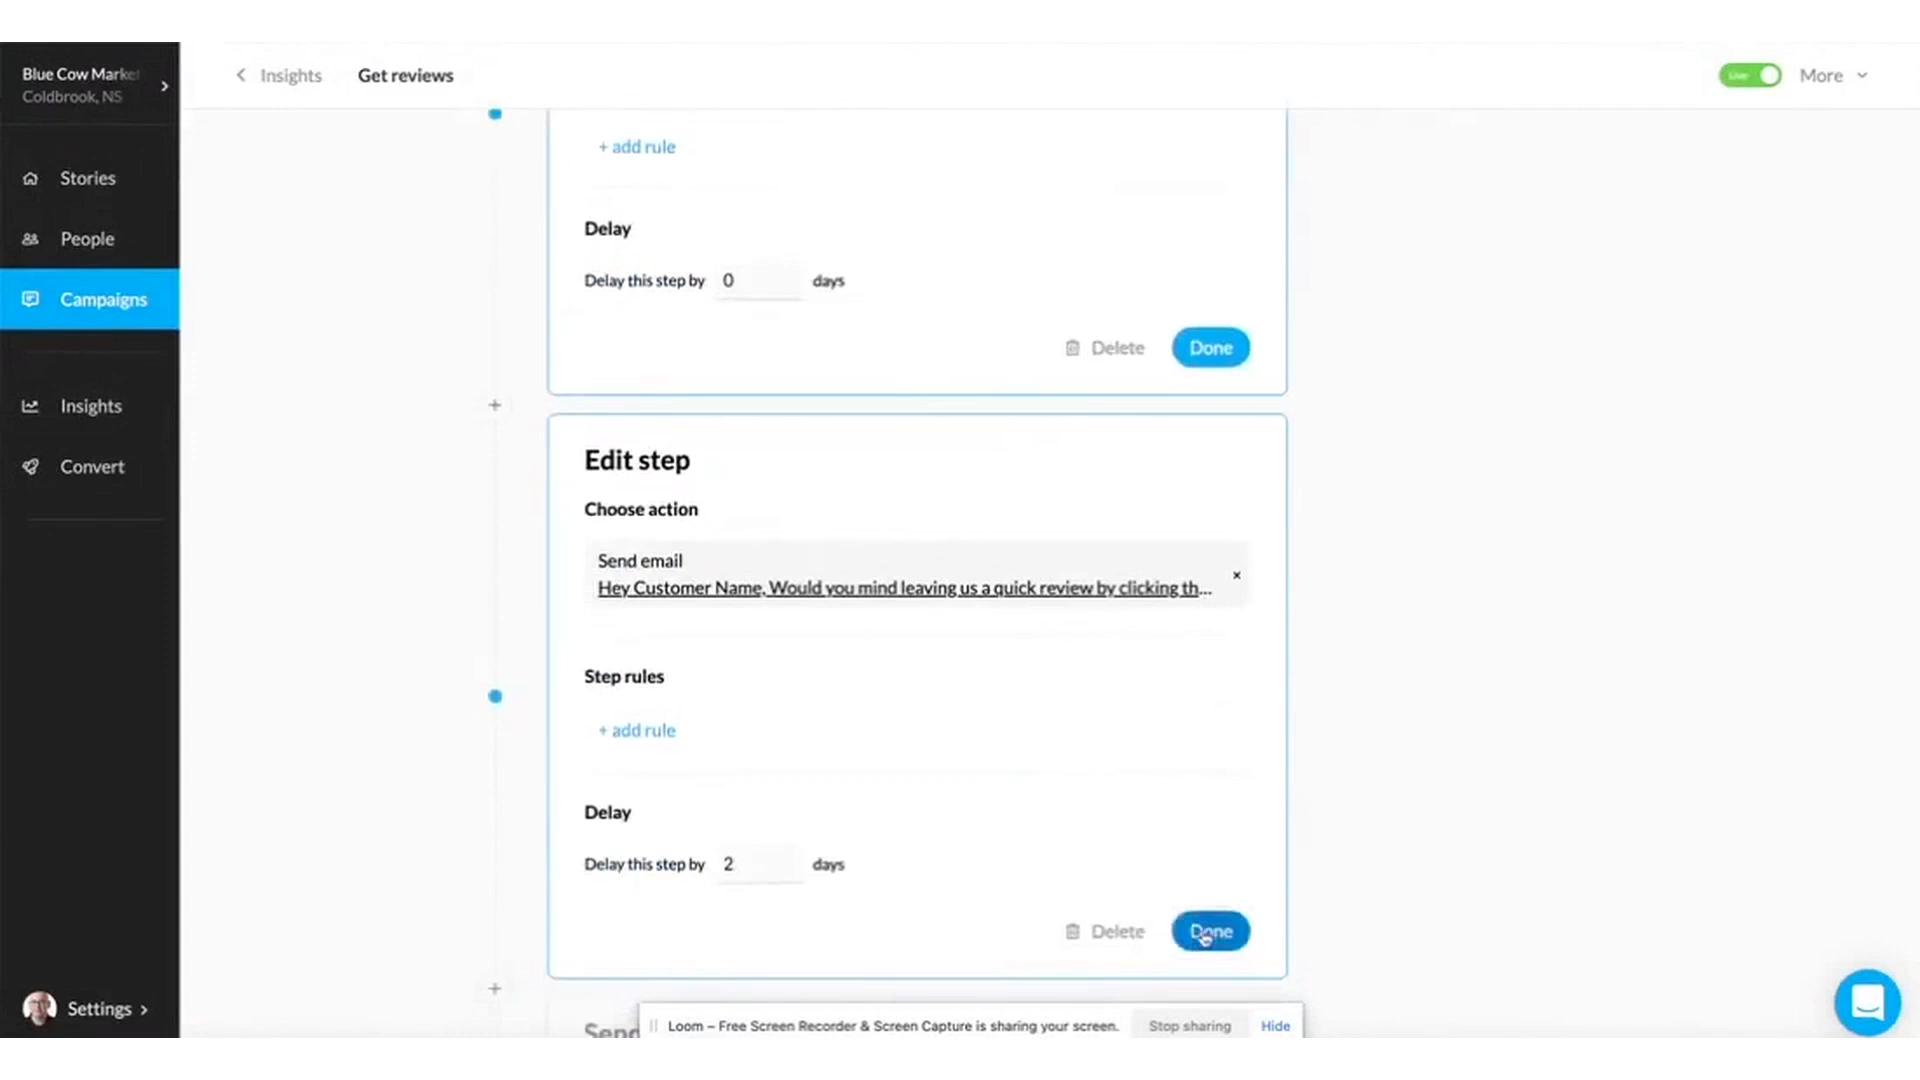 Blue Cow Market
Coldbrook, NS
Insights
Get reviews
Live
More
Stories
People
Campaigns
Insights
Convert
Settings
+ add rule
Delay
Delay this step by 0 days
Delete
Done
+
Edit step
Choose action
Send email
Hey Customer Name, Would you mind leaving us a quick review by clicking th...
×
Step rules
+ add rule
Delay
Delay this step by 2 days
Delete
Done
+
Send
Loom – Free Screen Recorder & Screen Capture is sharing your screen.
Stop sharing
Hide